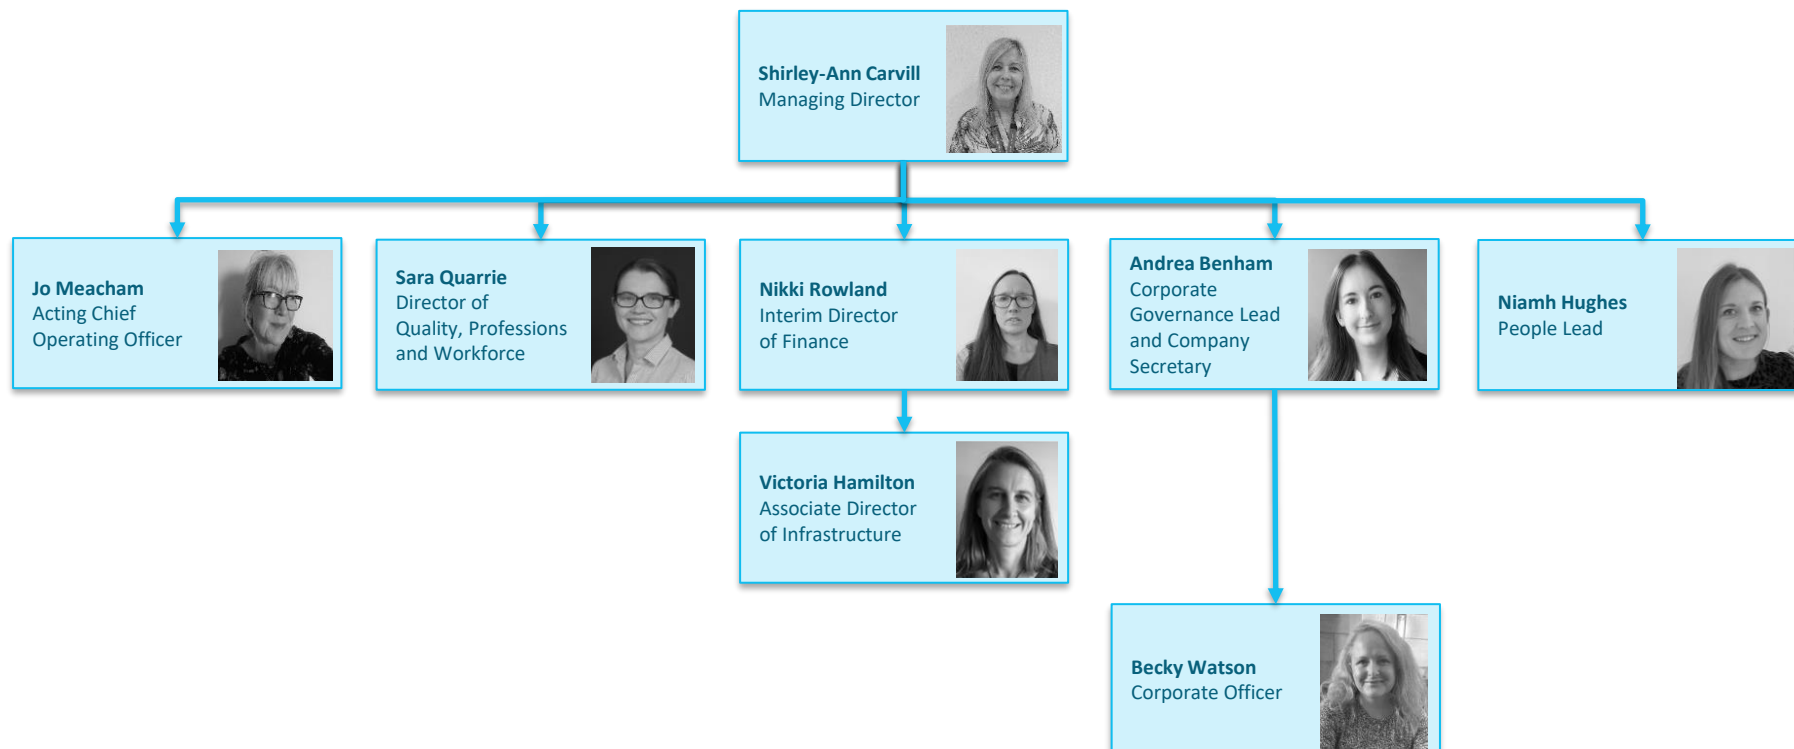 Shirley-Ann Carvill
Managing Director
Jo Meacham
Acting Chief
Operating Officer
Sara Quarrie
Director of
Quality, Professions
and Workforce
Nikki Rowland
Interim Director
of Finance
Andrea Benham
Corporate
Governance Lead
and Company
Secretary
Niamh Hughes
People Lead
Victoria Hamilton
Associate Director
of Infrastructure
Becky Watson
Corporate Officer